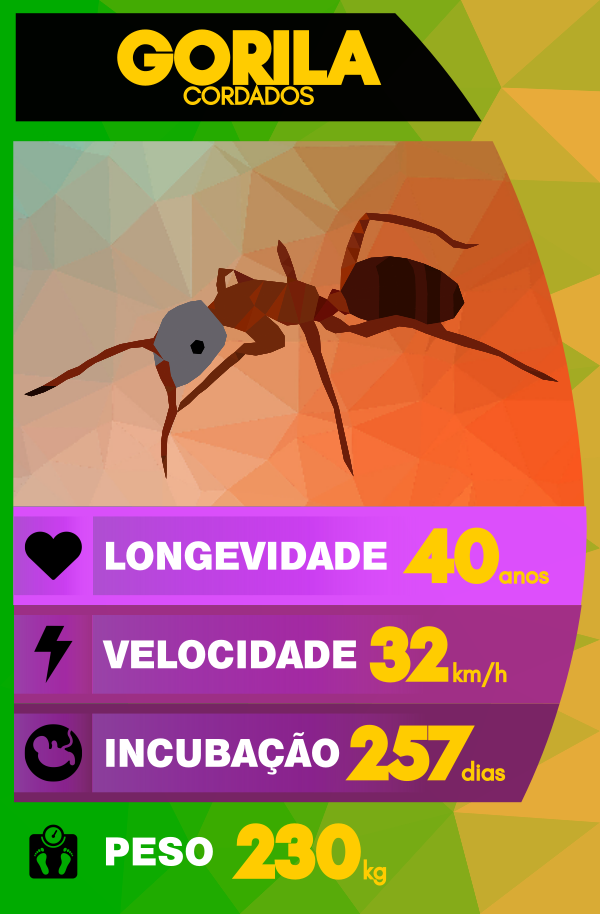 GORILA
CORDADOS
LONGEVIDADE 40 anos
VELOCIDADE 32 km/h
INCUBAÇÃO 257 dias
PESO 230 kg